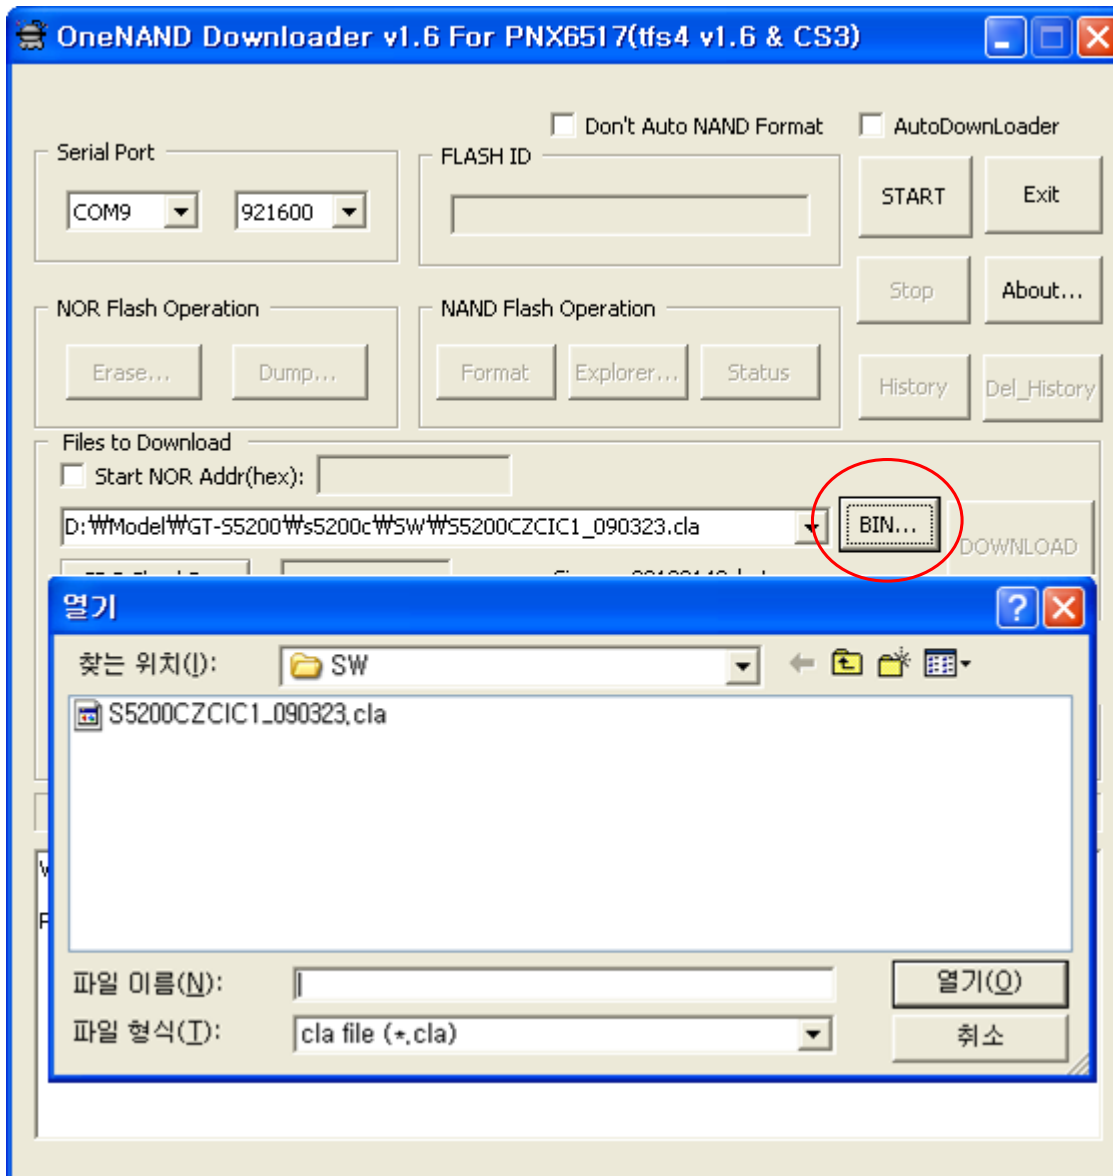 OneNAND Downloader v1.6 For PNX6517(tfs4 v1.6 & CS3)
Don't Auto NAND Format
AutoDownLoader
Serial Port
FLASH ID
COM9
921600
START
Exit
Stop
About...
NOR Flash Operation
NAND Flash Operation
Erase...
Dump...
Format
Explorer...
Status
History
Del_History
Files to Download
Start NOR Addr(hex):
D:₩Model₩GT-S5200₩s5200c₩SW₩S5200CZCIC1_090323.cla
BIN...
DOWNLOAD
열기
찾는 위치(I):
SW
S5200CZCIC1_090323.cla
파일 이름(N):
열기(O)
파일 형식(T):
cla file (*.cla)
취소